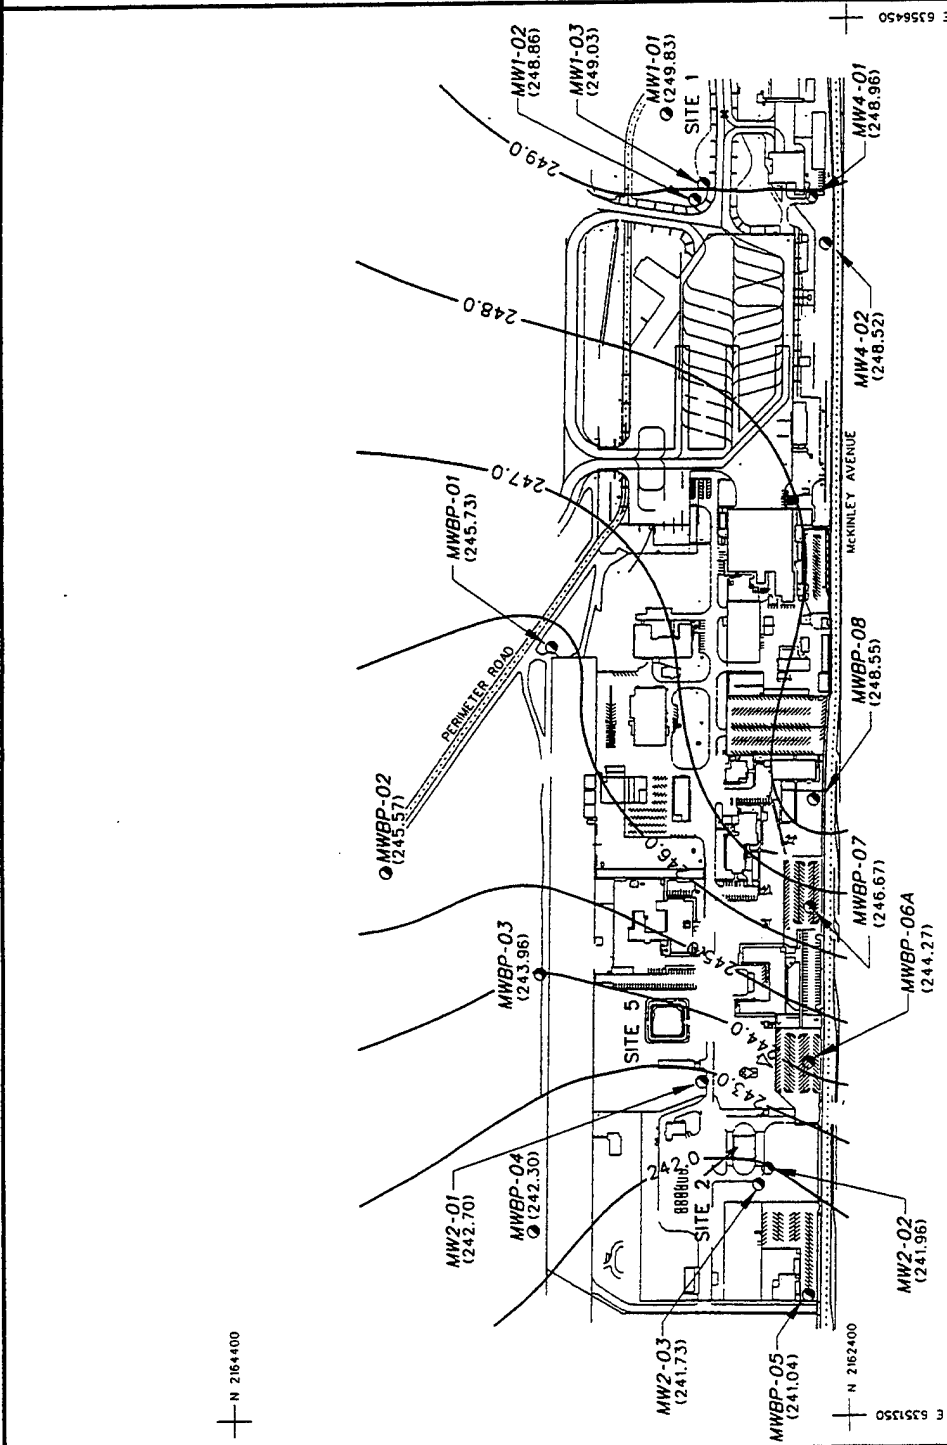 E 6356450
MW1-02
(248.86)
MW1-03
(249.03)
MW1-01
(249.83)
SITE 1
MW4-01
(248.96)
249.0
248.0
MW4-02
(248.52)
247.0
McKINLEY AVENUE
MWBP-01
(245.73)
PERIMETER ROAD
MWBP-08
(248.55)
MWBP-02
(245.57)
246.0
MWBP-07
(246.67)
MWBP-03
(243.96)
245.0
MWBP-06A
(244.27)
SITE 5
244.0
243.0
MW2-01
(242.70)
MWBP-04
(242.30)
242.0
SITE 2
MW2-02
(241.96)
MW2-03
(241.73)
MWBP-05
(241.04)
N 2164400
N 2162400
E 6351350